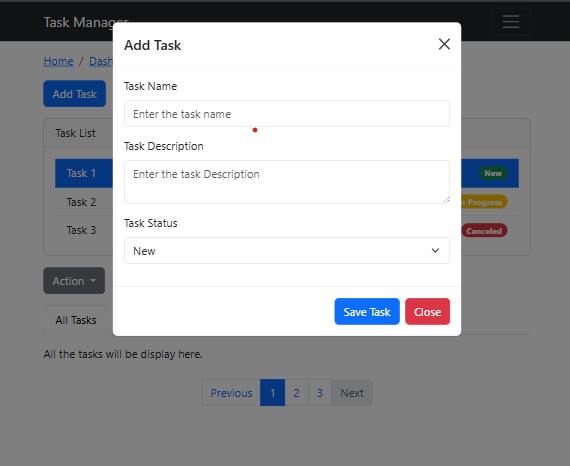 Task Manager
Add Task
Home / Dash
Task Name
Add Task
Enter the task name
Task List
Task Description
Task 1
Enter the task Description
New
Task 2
Progress
Task Status
Task 3
Canceled
New
Action
Save Task
Close
All Tasks
All the tasks will be display here.
Previous 1 2 3 Next